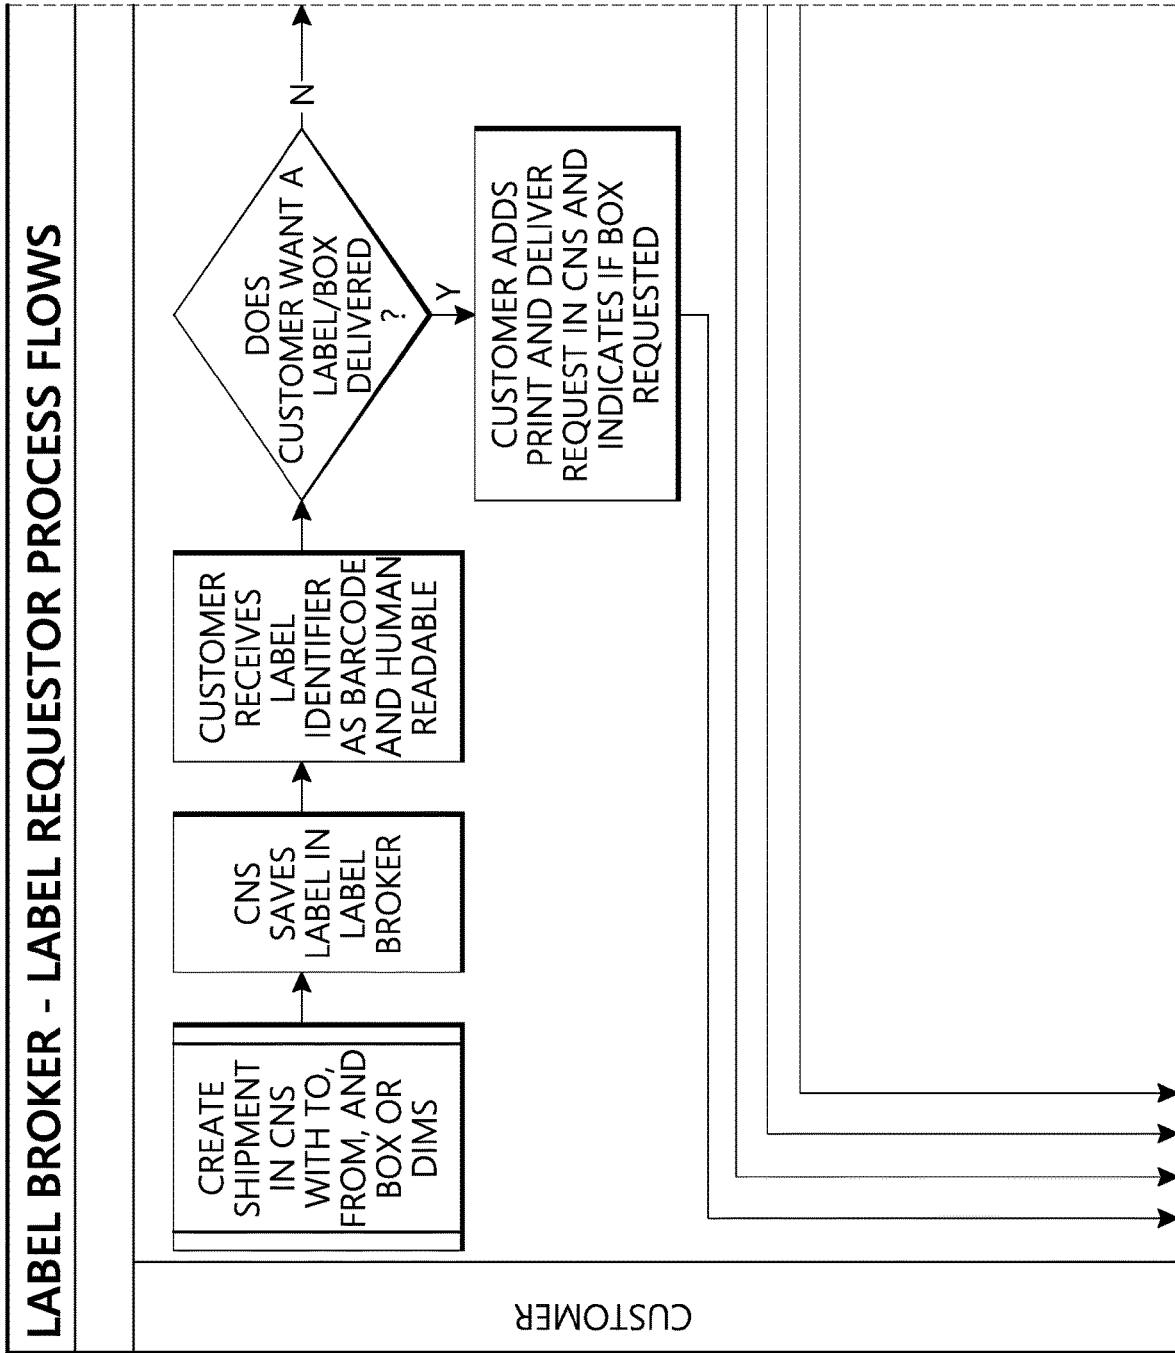 LABEL BROKER - LABEL REQUESTOR PROCESS FLOWS
CUSTOMER
CREATE
SHIPMENT
IN CNS
WITH TO,
FROM, AND
BOX OR
DIMS
CNS
SAVES
LABEL IN
LABEL
BROKER
CUSTOMER
RECEIVES
LABEL
IDENTIFIER
AS BARCODE
AND HUMAN
READABLE
DOES
CUSTOMER WANT A
LABEL/BOX
DELIVERED
?
N
Y
CUSTOMER ADDS
PRINT AND DELIVER
REQUEST IN CNS AND
INDICATES IF BOX
REQUESTED